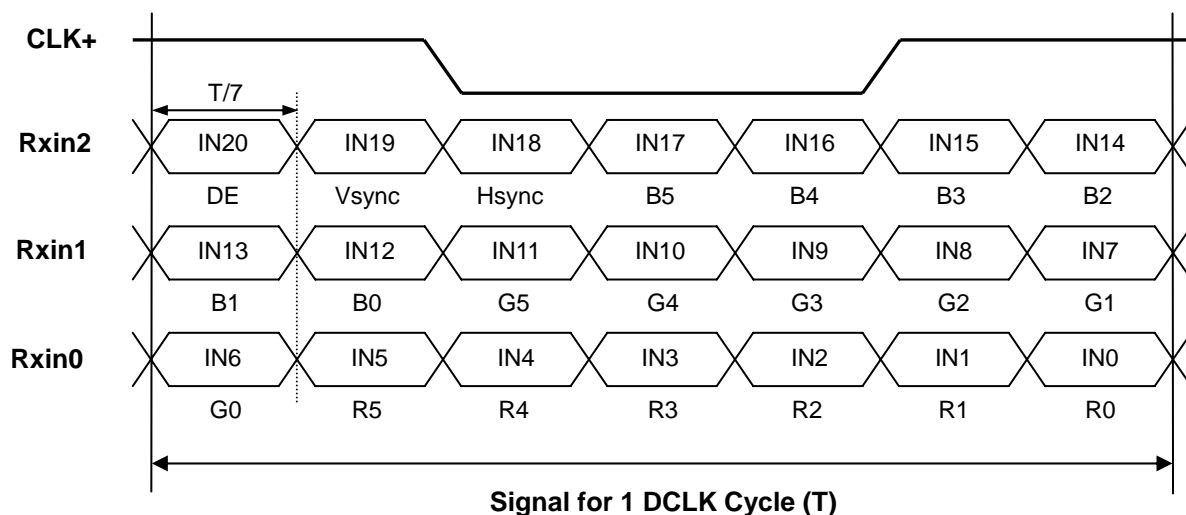 CLK+
T/7
Rxin2 IN20 IN19 IN18 IN17 IN16 IN15 IN14
DE Vsync Hsync B5 B4 B3 B2
Rxin1 IN13 IN12 IN11 IN10 IN9 IN8 IN7
B1 B0 G5 G4 G3 G2 G1
Rxin0 IN6 IN5 IN4 IN3 IN2 IN1 IN0
G0 R5 R4 R3 R2 R1 R0
Signal for 1 DCLK Cycle (T)